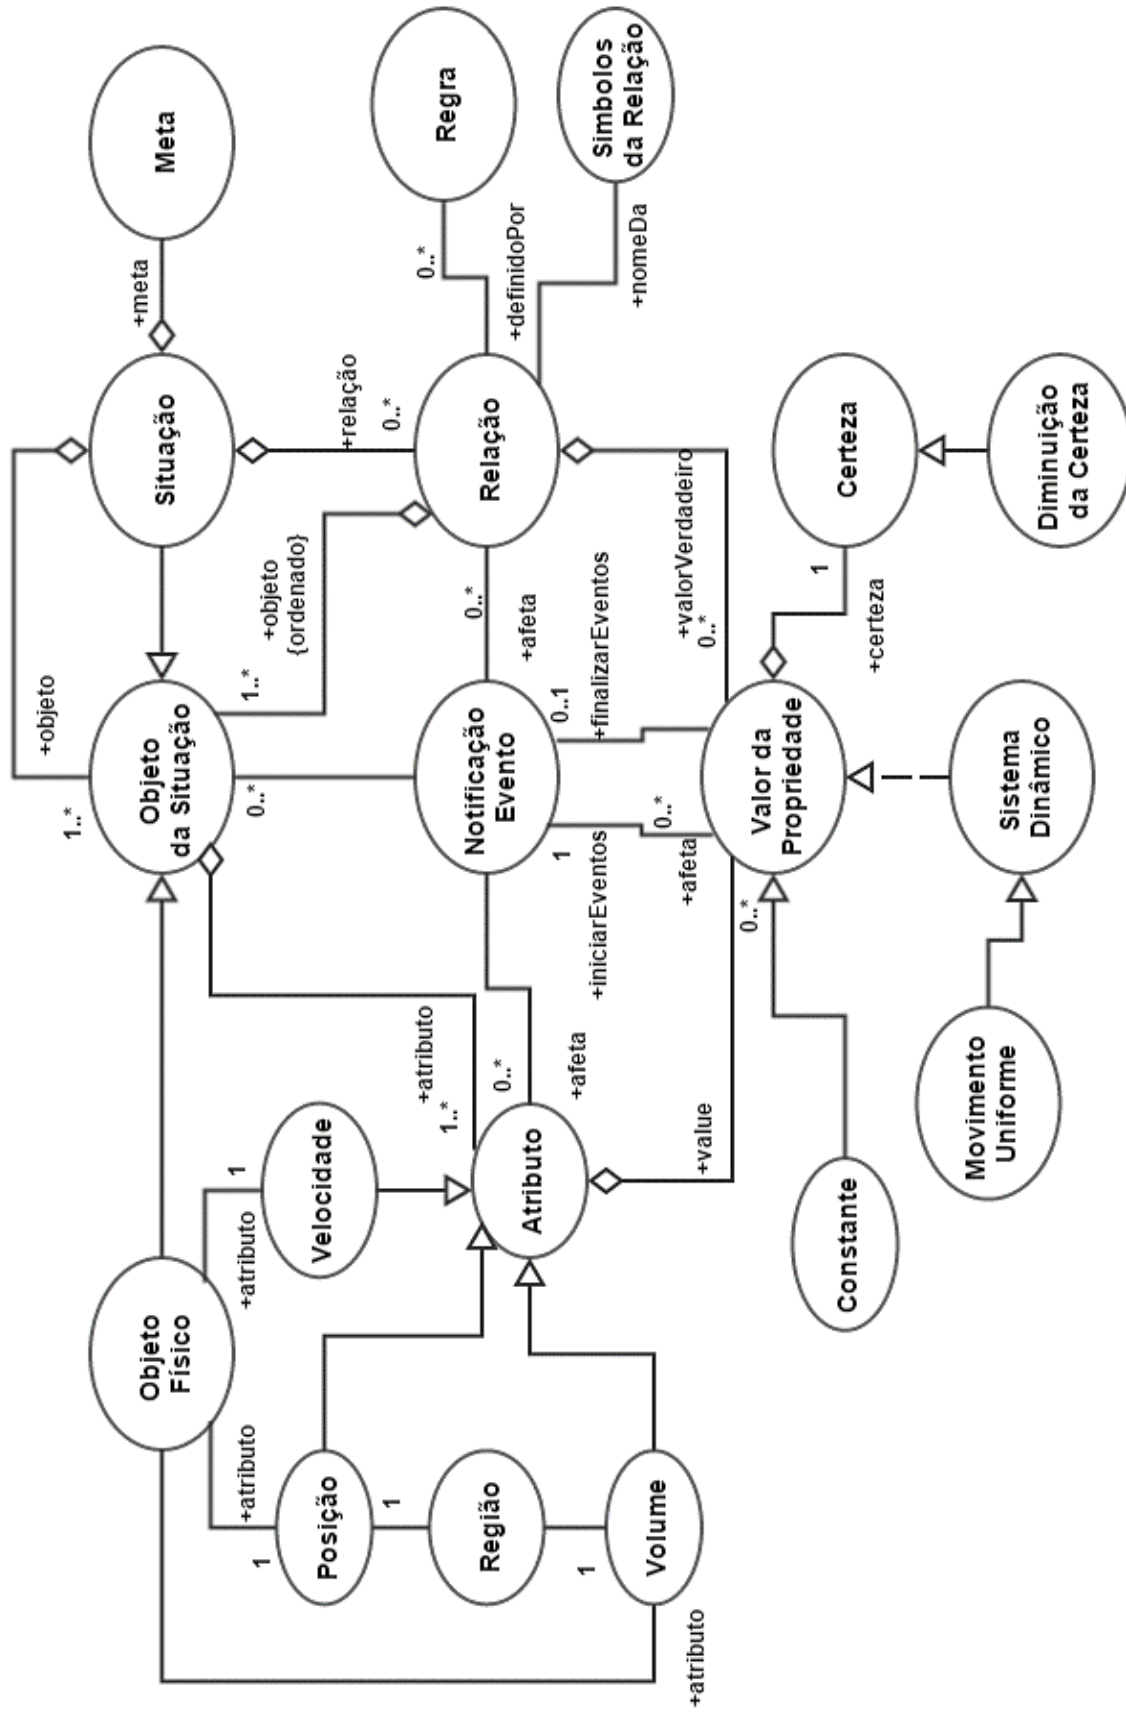 +objeto
1..*
+meta
Objeto
Físico
Objeto
da Situação
Situação
Meta
+atributo
1
+atributo
1
0..*
1..*
+objeto
{ordenado}
+relação
0..*
Posição
Velocidade
1
+atributo
1..*
0..*
Regra
Região
0..*
+afeta
Notificação
Evento
0..*
+afeta
Relação
+definidoPor
Atributo
1
+iniciarEventos
0..1
+finalizarEventos
1
Simbolos
da Relação
+nomeDa
Volume
+atributo
+value
0..*
+afeta
+valorVerdadeiro
0..*
0..*
Valor da
Propriedade
1
+certeza
Constante
Certeza
Movimento
Uniforme
Sistema
Dinâmico
Diminuição
da Certeza